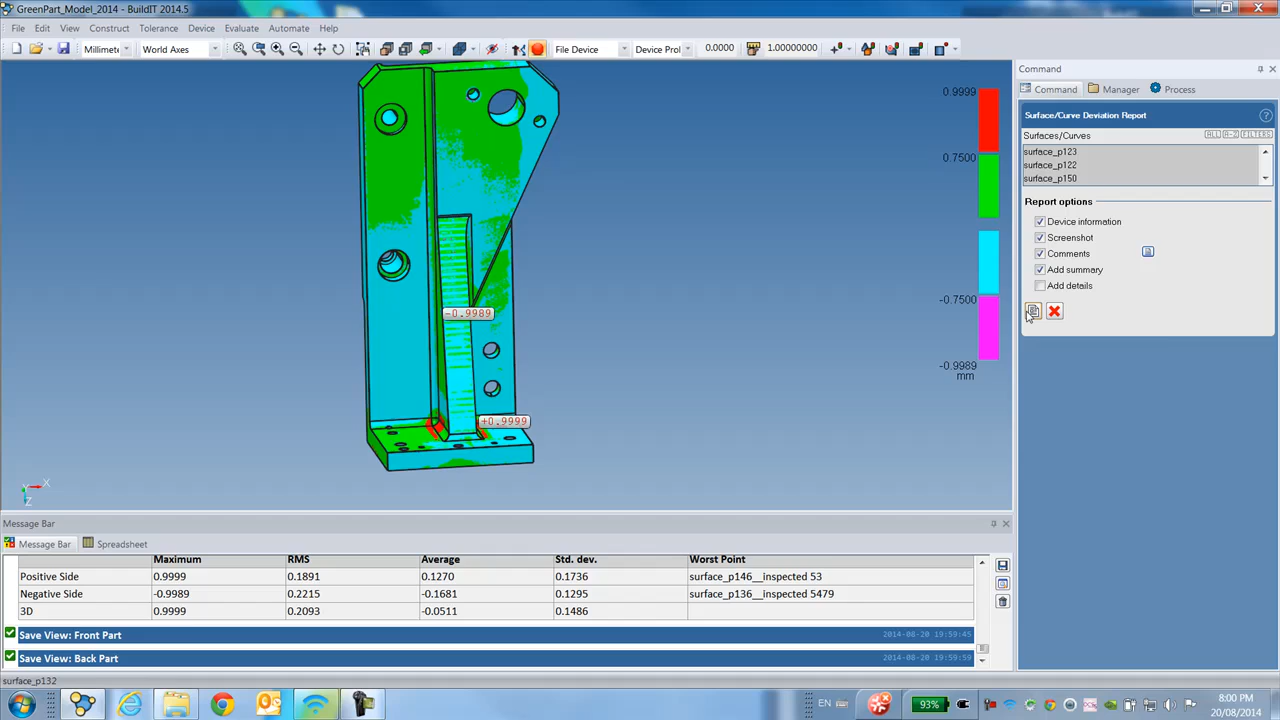 GreenPart_Model_2014 - BuildIT 2014.5
File Edit View Construct Tolerance Device Evaluate Automate Help
Millimete World Axes File Device Device Prol 0.0000 1.00000000
0.9999
0.7500
-0.7500
-0.9989
mm
-0.9989
+0.9999
X
Z
Command
Command Manager Process
Surface/Curve Deviation Report
Surfaces/Curves ALL A-Z FILTERS
surface_p123
surface_p122
surface_p150
Report options
Device information
Screenshot
Comments
Add summary
Add details
Message Bar
Message Bar Spreadsheet
Maximum RMS Average Std. dev. Worst Point
Positive Side 0.9999 0.1891 0.1270 0.1736 surface_p146__inspected 53
Negative Side -0.9989 0.2215 -0.1681 0.1295 surface_p136__inspected 5479
3D 0.9999 0.2093 -0.0511 0.1486
Save View: Front Part 2014-08-20 19:59:45
Save View: Back Part 2014-08-20 19:59:59
surface_p132
EN 93% 8:00 PM
20/08/2014